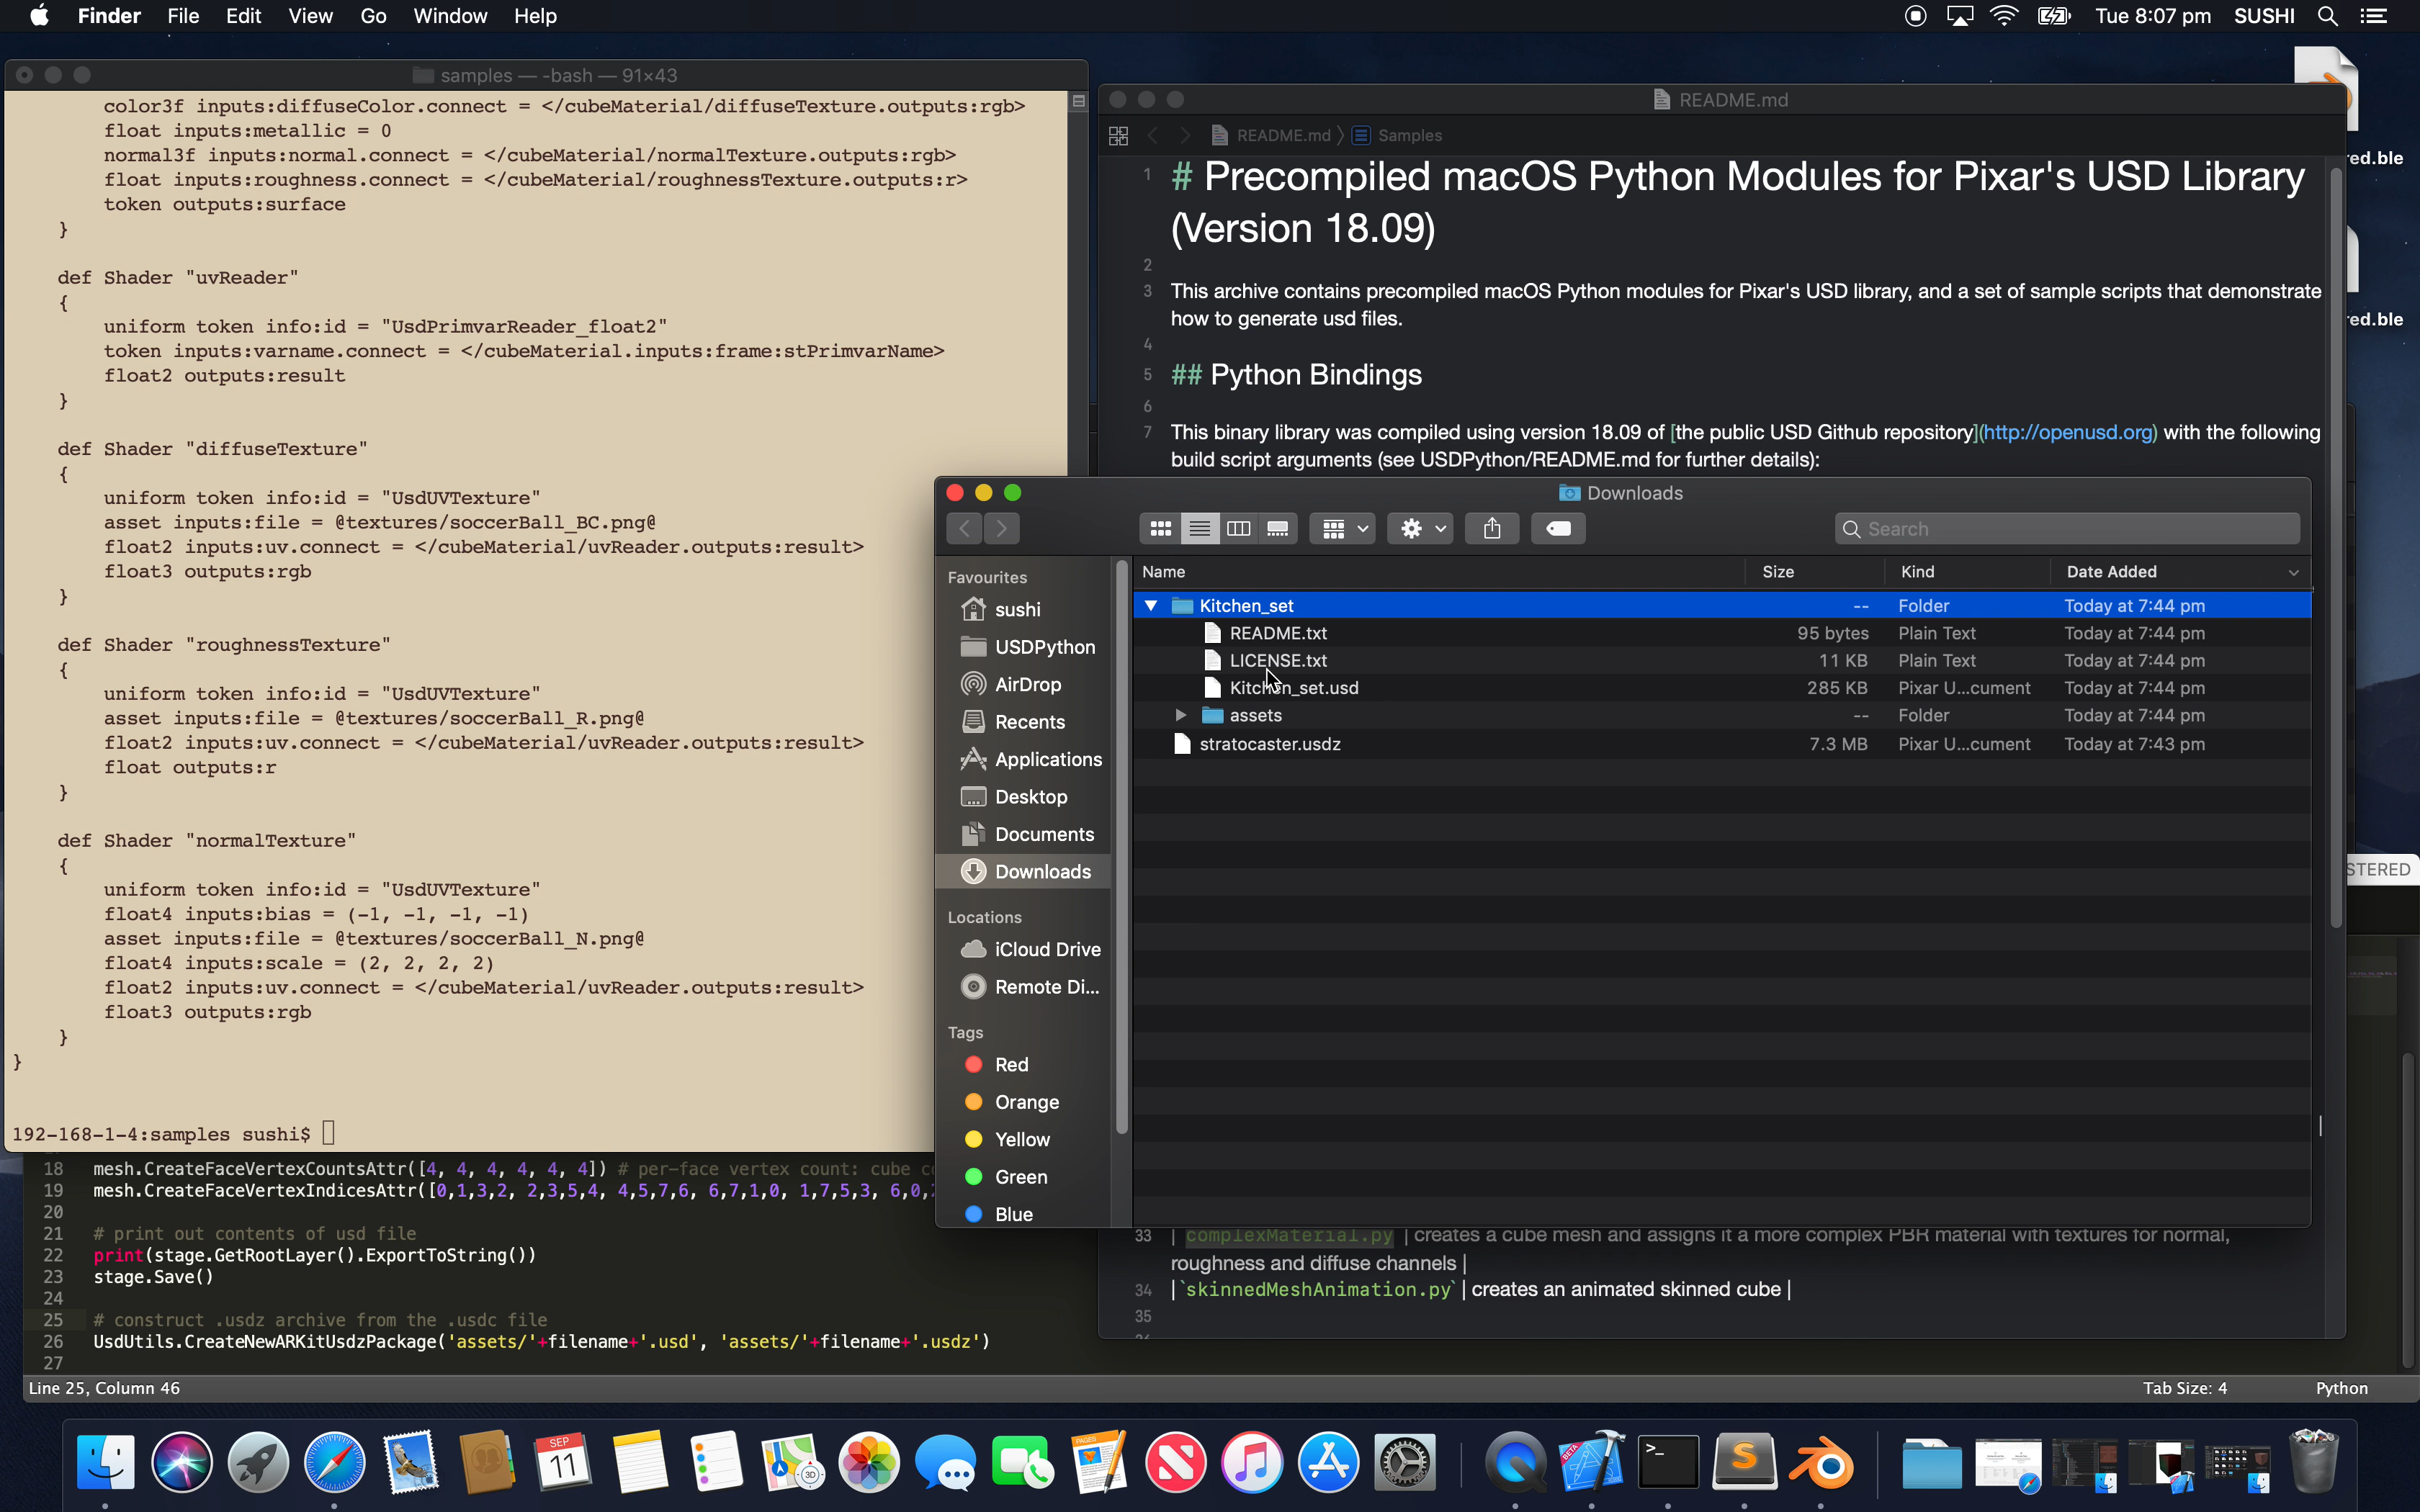 Finder File Edit View Go Window Help
Tue 8:07 pm SUSHI
samples — -bash — 91×43
color3f inputs:diffuseColor.connect = </cubeMaterial/diffuseTexture.outputs:rgb>
float inputs:metallic = 0
normal3f inputs:normal.connect = </cubeMaterial/normalTexture.outputs:rgb>
float inputs:roughness.connect = </cubeMaterial/roughnessTexture.outputs:r>
token outputs:surface
}
def Shader "uvReader"
{
uniform token info:id = "UsdPrimvarReader_float2"
token inputs:varname.connect = </cubeMaterial.inputs:frame:stPrimvarName>
float2 outputs:result
}
def Shader "diffuseTexture"
{
uniform token info:id = "UsdUVTexture"
asset inputs:file = @textures/soccerBall_BC.png@
float2 inputs:uv.connect = </cubeMaterial/uvReader.outputs:result>
float3 outputs:rgb
}
def Shader "roughnessTexture"
{
uniform token info:id = "UsdUVTexture"
asset inputs:file = @textures/soccerBall_R.png@
float2 inputs:uv.connect = </cubeMaterial/uvReader.outputs:result>
float outputs:r
}
def Shader "normalTexture"
{
uniform token info:id = "UsdUVTexture"
float4 inputs:bias = (-1, -1, -1, -1)
asset inputs:file = @textures/soccerBall_N.png@
float4 inputs:scale = (2, 2, 2, 2)
float2 inputs:uv.connect = </cubeMaterial/uvReader.outputs:result>
float3 outputs:rgb
}
}
192-168-1-4:samples sushi$
README.md
README.md Samples
1 # Precompiled macOS Python Modules for Pixar's USD Library
(Version 18.09)
2
3 This archive contains precompiled macOS Python modules for Pixar's USD library, and a set of sample scripts that demonstrate
how to generate usd files.
4
5 ## Python Bindings
6
7 This binary library was compiled using version 18.09 of [the public USD Github repository](http://openusd.org) with the following
build script arguments (see USDPython/README.md for further details):
red.ble
red.ble
STERED
Downloads
Search
Favourites
sushi
USDPython
AirDrop
Recents
Applications
Desktop
Documents
Downloads
Locations
iCloud Drive
Remote Di...
Tags
Red
Orange
Yellow
Green
Blue
Name Size Kind Date Added
Kitchen_set -- Folder Today at 7:44 pm
README.txt 95 bytes Plain Text Today at 7:44 pm
LICENSE.txt 11 KB Plain Text Today at 7:44 pm
Kitchen_set.usd 285 KB Pixar U...cument Today at 7:44 pm
assets -- Folder Today at 7:44 pm
stratocaster.usdz 7.3 MB Pixar U...cument Today at 7:43 pm
33 | `complexMaterial.py` | creates a cube mesh and assigns it a more complex PBR material with textures for normal,
roughness and diffuse channels |
34 |`skinnedMeshAnimation.py`| creates an animated skinned cube |
35
18 mesh.CreateFaceVertexCountsAttr([4, 4, 4, 4, 4, 4]) # per-face vertex count: cube
19 mesh.CreateFaceVertexIndicesAttr([0,1,3,2, 2,3,5,4, 4,5,7,6, 6,7,1,0, 1,7,5,3, 6,0,
20
21 # print out contents of usd file
22 print(stage.GetRootLayer().ExportToString())
23 stage.Save()
24
25 # construct .usdz archive from the .usdc file
26 UsdUtils.CreateNewARKitUsdzPackage('assets/'+filename+'.usd', 'assets/'+filename+'.usdz')
27
Line 25, Column 46
Tab Size: 4 Python
SEP
11
3D
PAGES
BETA
>_
S